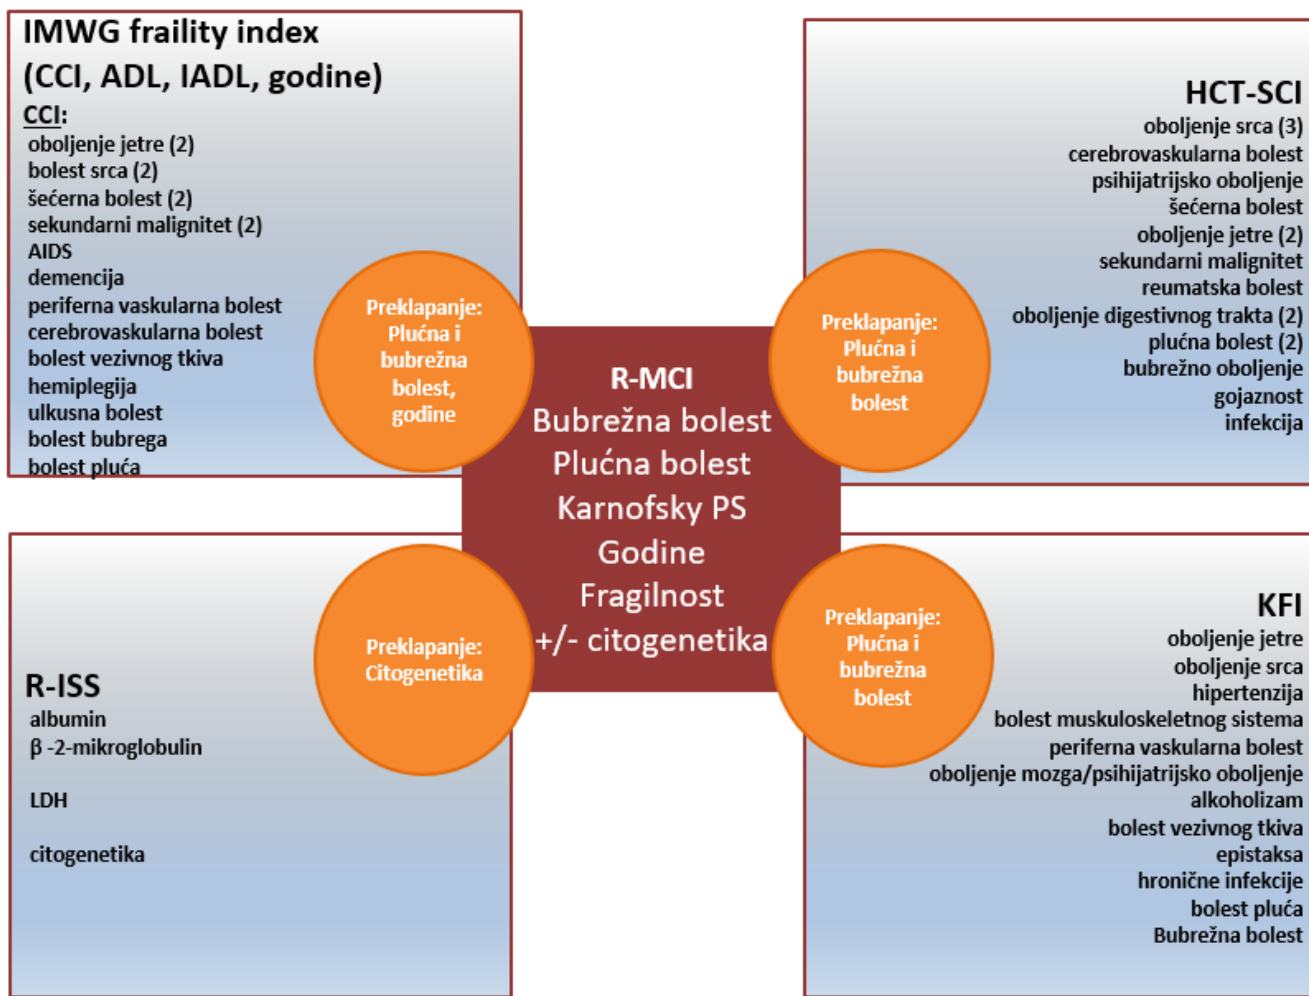 IMWG fraility index
(CCI, ADL, IADL, godine)
CCI:
oboljenje jetre (2)
bolest srca (2)
šećerna bolest (2)
sekundarni malignitet (2)
AIDS
demencija
periferna vaskularna bolest
cerebrovaskularna bolest
bolest vezivnog tkiva
hemiplegija
ulkusna bolest
bolest bubrega
bolest pluća
Preklapanje:
Plućna i
bubrežna
bolest,
godine
HCT-SCI
oboljenje srca (3)
cerebrovaskularna bolest
psihijatrijsko oboljenje
šećerna bolest
oboljenje jetre (2)
sekundarni malignitet
reumatska bolest
oboljenje digestivnog trakta (2)
plućna bolest (2)
bubrežno oboljenje
gojaznost
infekcija
Preklapanje:
Plućna i
bubrežna
bolest
R-MCI
Bubrežna bolest
Plućna bolest
Karnofsky PS
Godine
Fragilnost
+/- citogenetika
R-ISS
albumin
β -2-mikroglobulin
LDH
citogenetika
Preklapanje:
Citogenetika
Preklapanje:
Plućna i
bubrežna
bolest
KFI
oboljenje jetre
oboljenje srca
hipertenzija
bolest muskuloskeletnog sistema
periferna vaskularna bolest
oboljenje mozga/psihijatrijsko oboljenje
alkoholizam
bolest vezivnog tkiva
epistaksa
hronične infekcije
bolest pluća
Bubrežna bolest